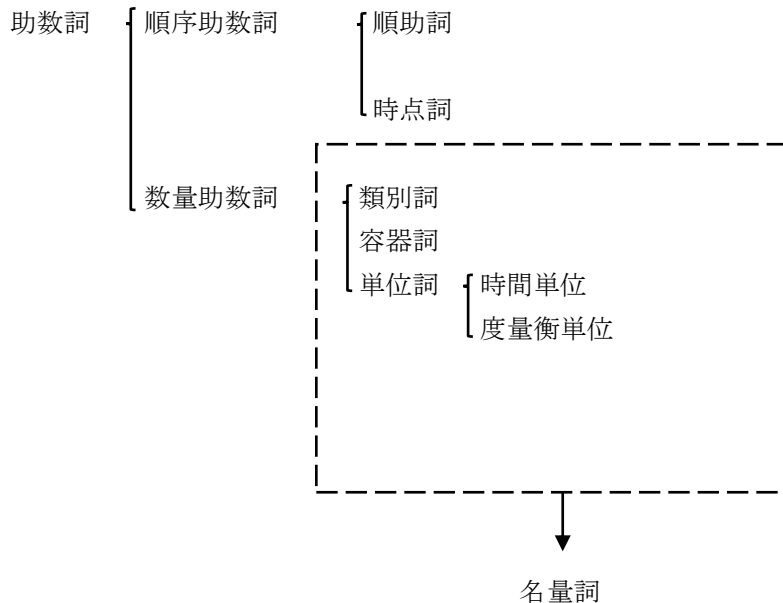 助数詞 順序助数詞 順助詞
時点詞
数量助数詞 類別詞
容器詞
単位詞 時間単位
度量衡単位
名量詞